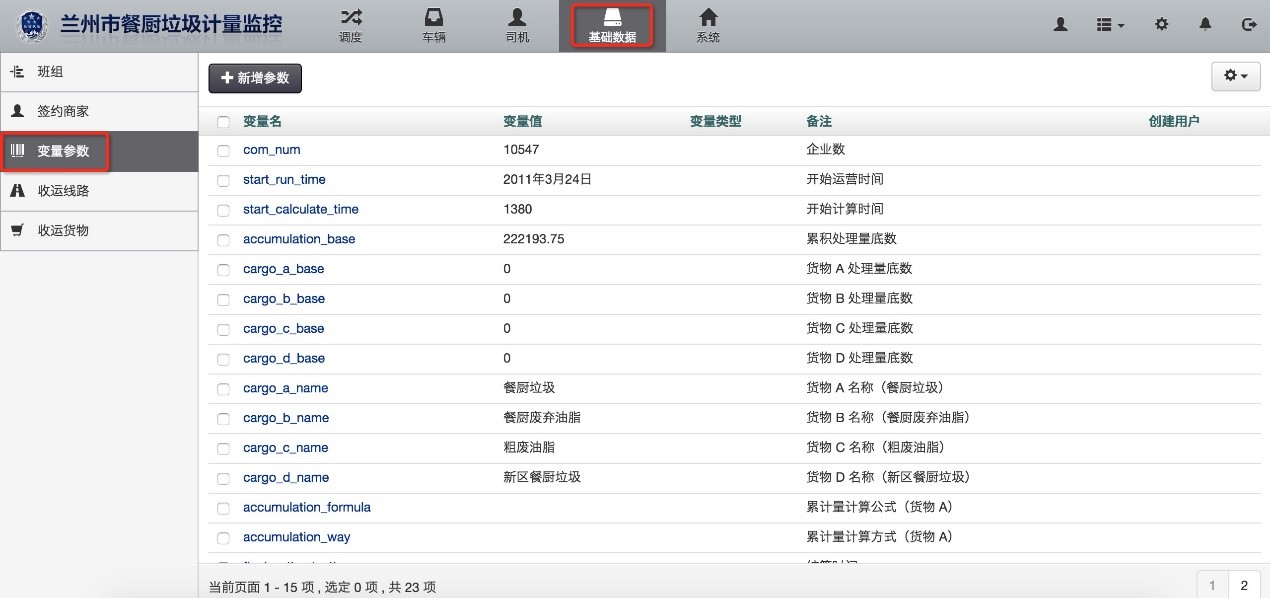 兰州市餐厨垃圾计量监控
调度
车辆
司机
基础数据
系统
班组
签约商家
变量参数
收运线路
收运货物
新增参数
变量名 变量值 变量类型 备注 创建用户
com_num 10547 企业数
start_run_time 2011年3月24日 开始运营时间
start_calculate_time 1380 开始计算时间
accumulation_base 222193.75 累积处理量底数
cargo_a_base 0 货物 A 处理量底数
cargo_b_base 0 货物 B 处理量底数
cargo_c_base 0 货物 C 处理量底数
cargo_d_base 0 货物 D 处理量底数
cargo_a_name 餐厨垃圾 货物 A 名称（餐厨垃圾）
cargo_b_name 餐厨废弃油脂 货物 B 名称（餐厨废弃油脂）
cargo_c_name 粗废油脂 货物 C 名称（粗废油脂）
cargo_d_name 新区餐厨垃圾 货物 D 名称（新区餐厨垃圾）
accumulation_formula 累计量计算公式（货物 A）
accumulation_way 累计量计算方式（货物 A）
当前页面 1 - 15 项 , 选定 0 项 , 共 23 项
1 2